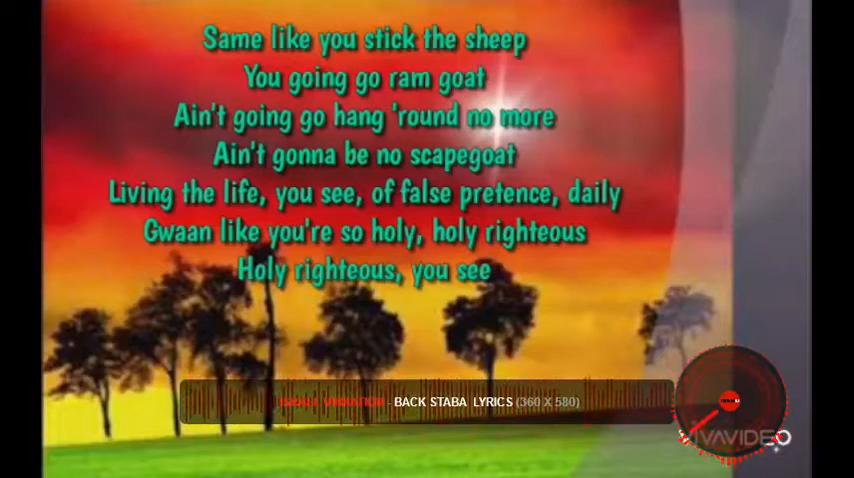 Same like you stick the sheep
You going go ram goat
Ain't going go hang 'round no more
Ain't gonna be no scapegoat
Living the life, you see, of false pretence, daily
Gwaan like you're so holy, holy righteous
Holy righteous, you see
ISRAEL VIBRATION - BACK STABA LYRICS (360 X 580)
VIVAVIDEO